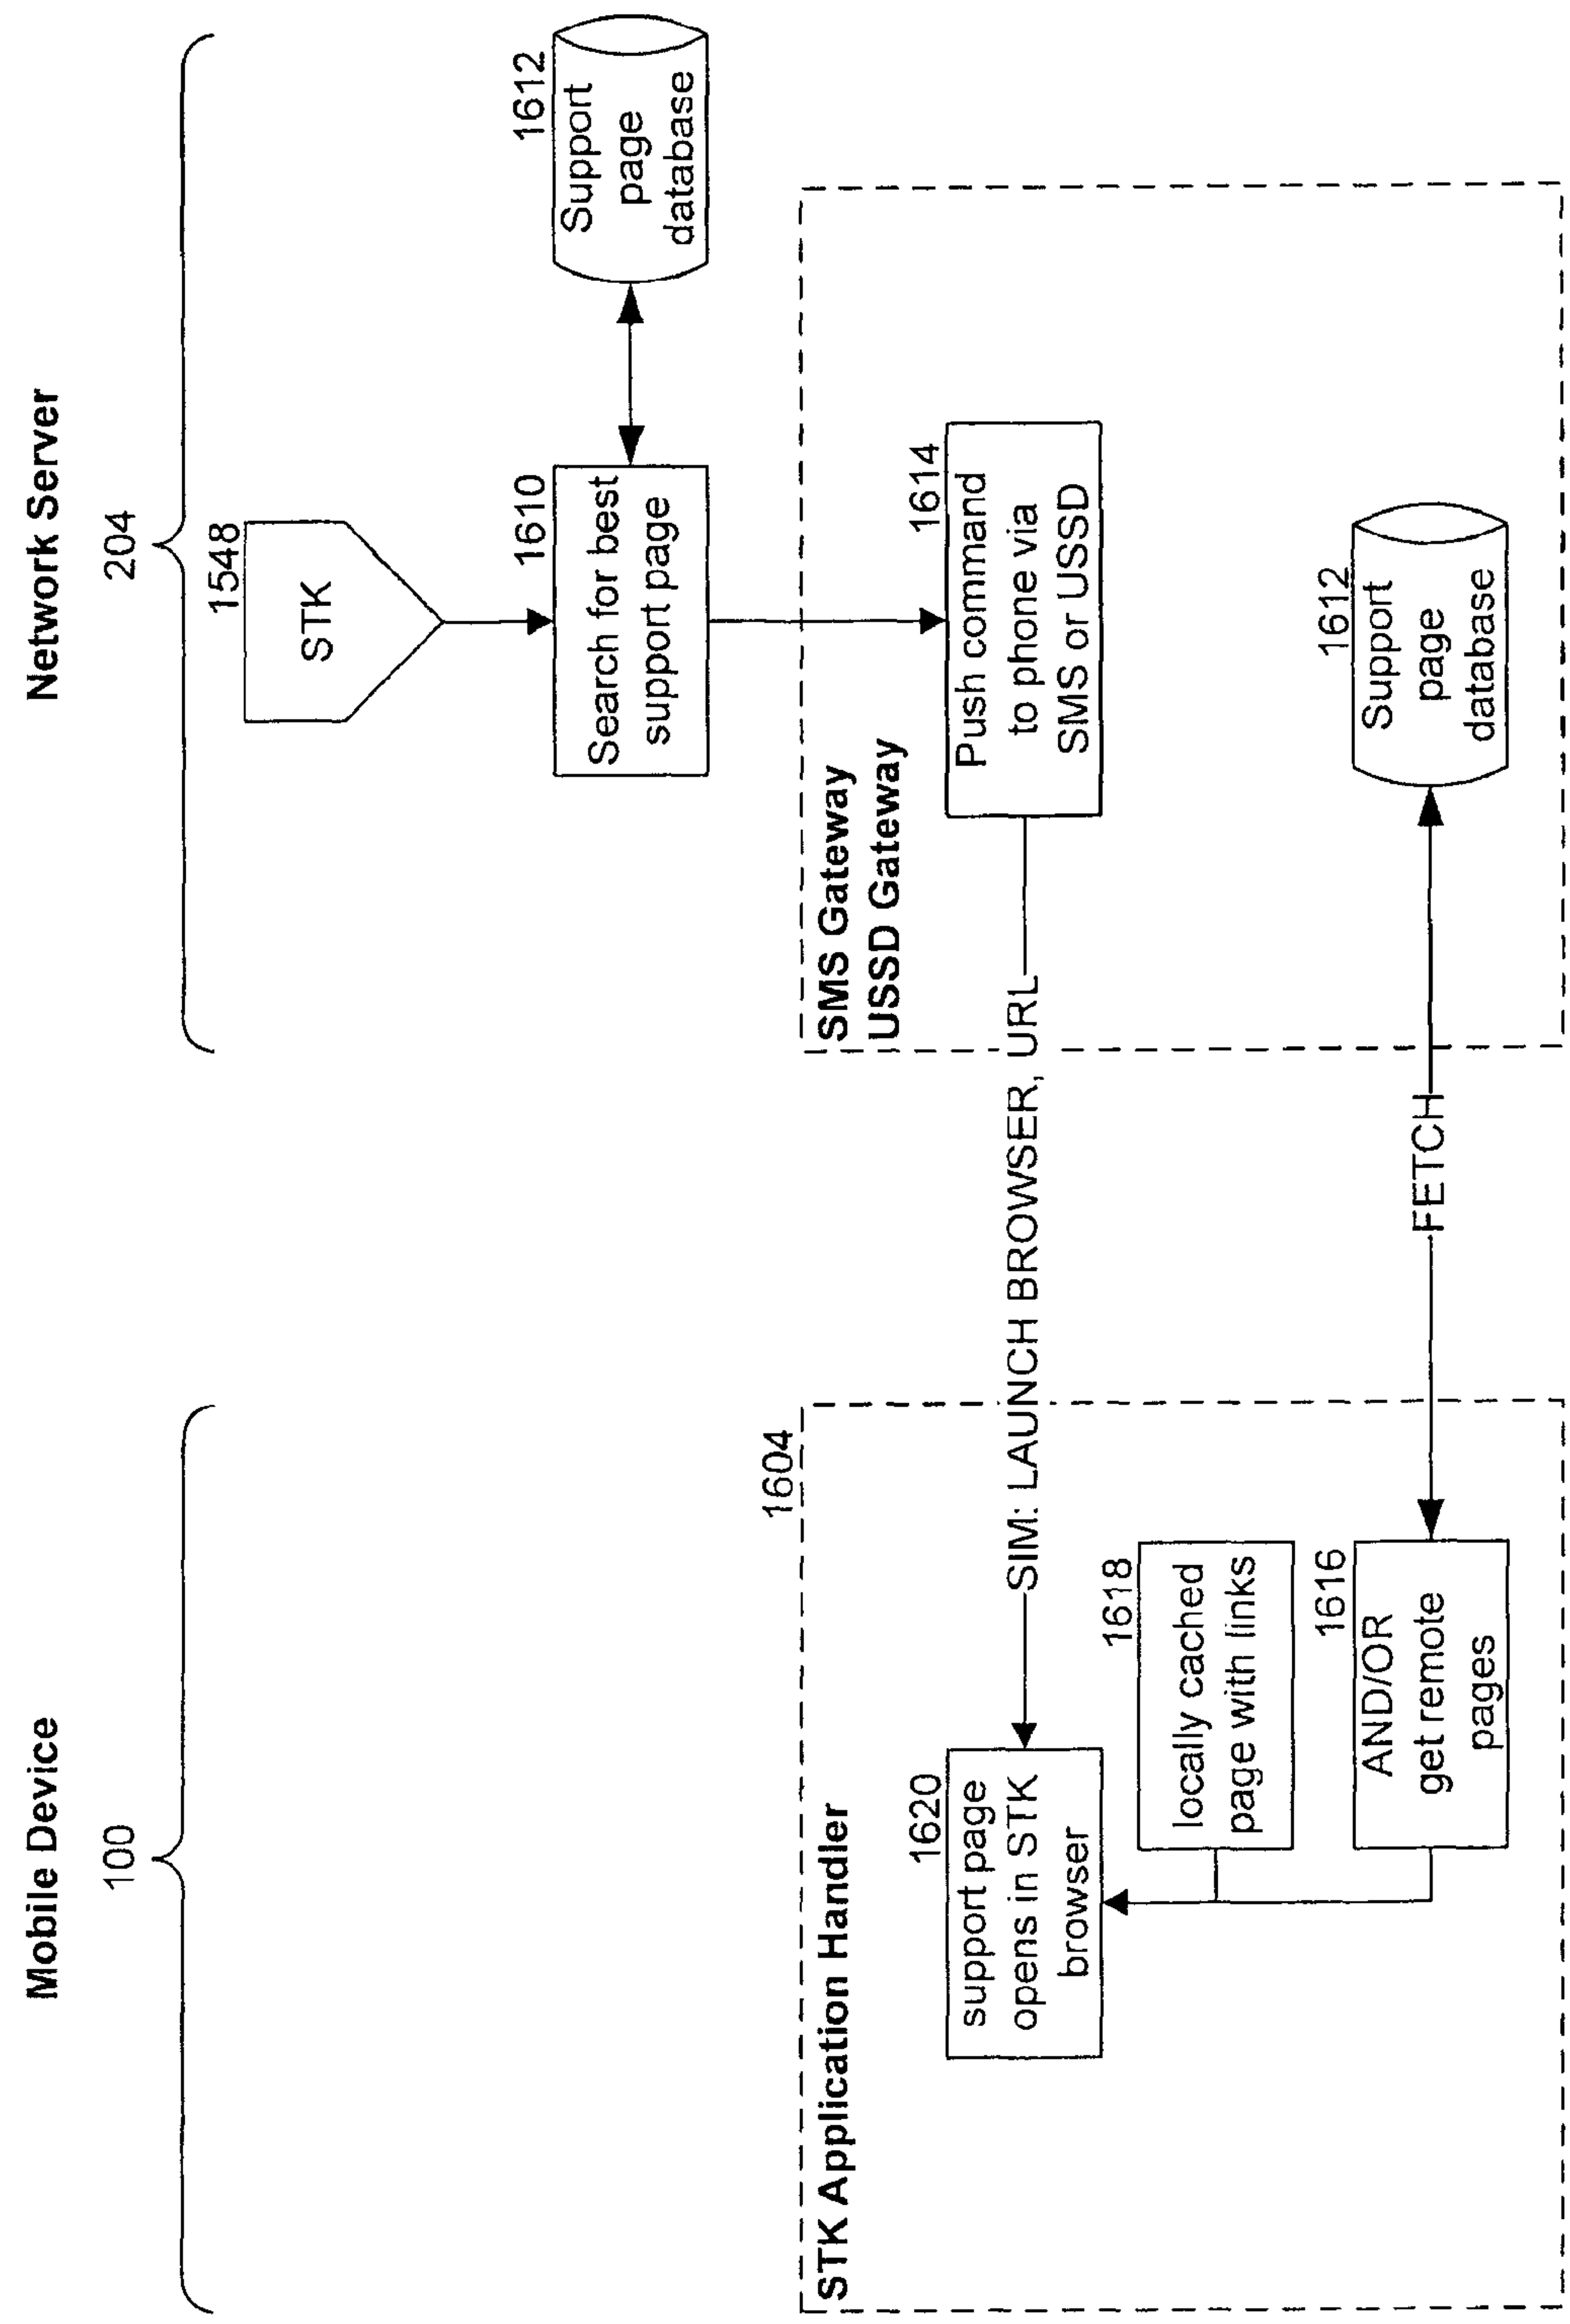 Mobile Device
100
Network Server
204
1548
STK
1610
Search for best
support page
1612
Support
page
database
STK Application Handler
1604
1620
support page
opens in STK
browser
SIM: LAUNCH BROWSER, URL
SMS Gateway
USSD Gateway
1614
Push command
to phone via
SMS or USSD
1618
locally cached
page with links
1616
AND/OR
get remote
pages
FETCH
1612
Support
page
database